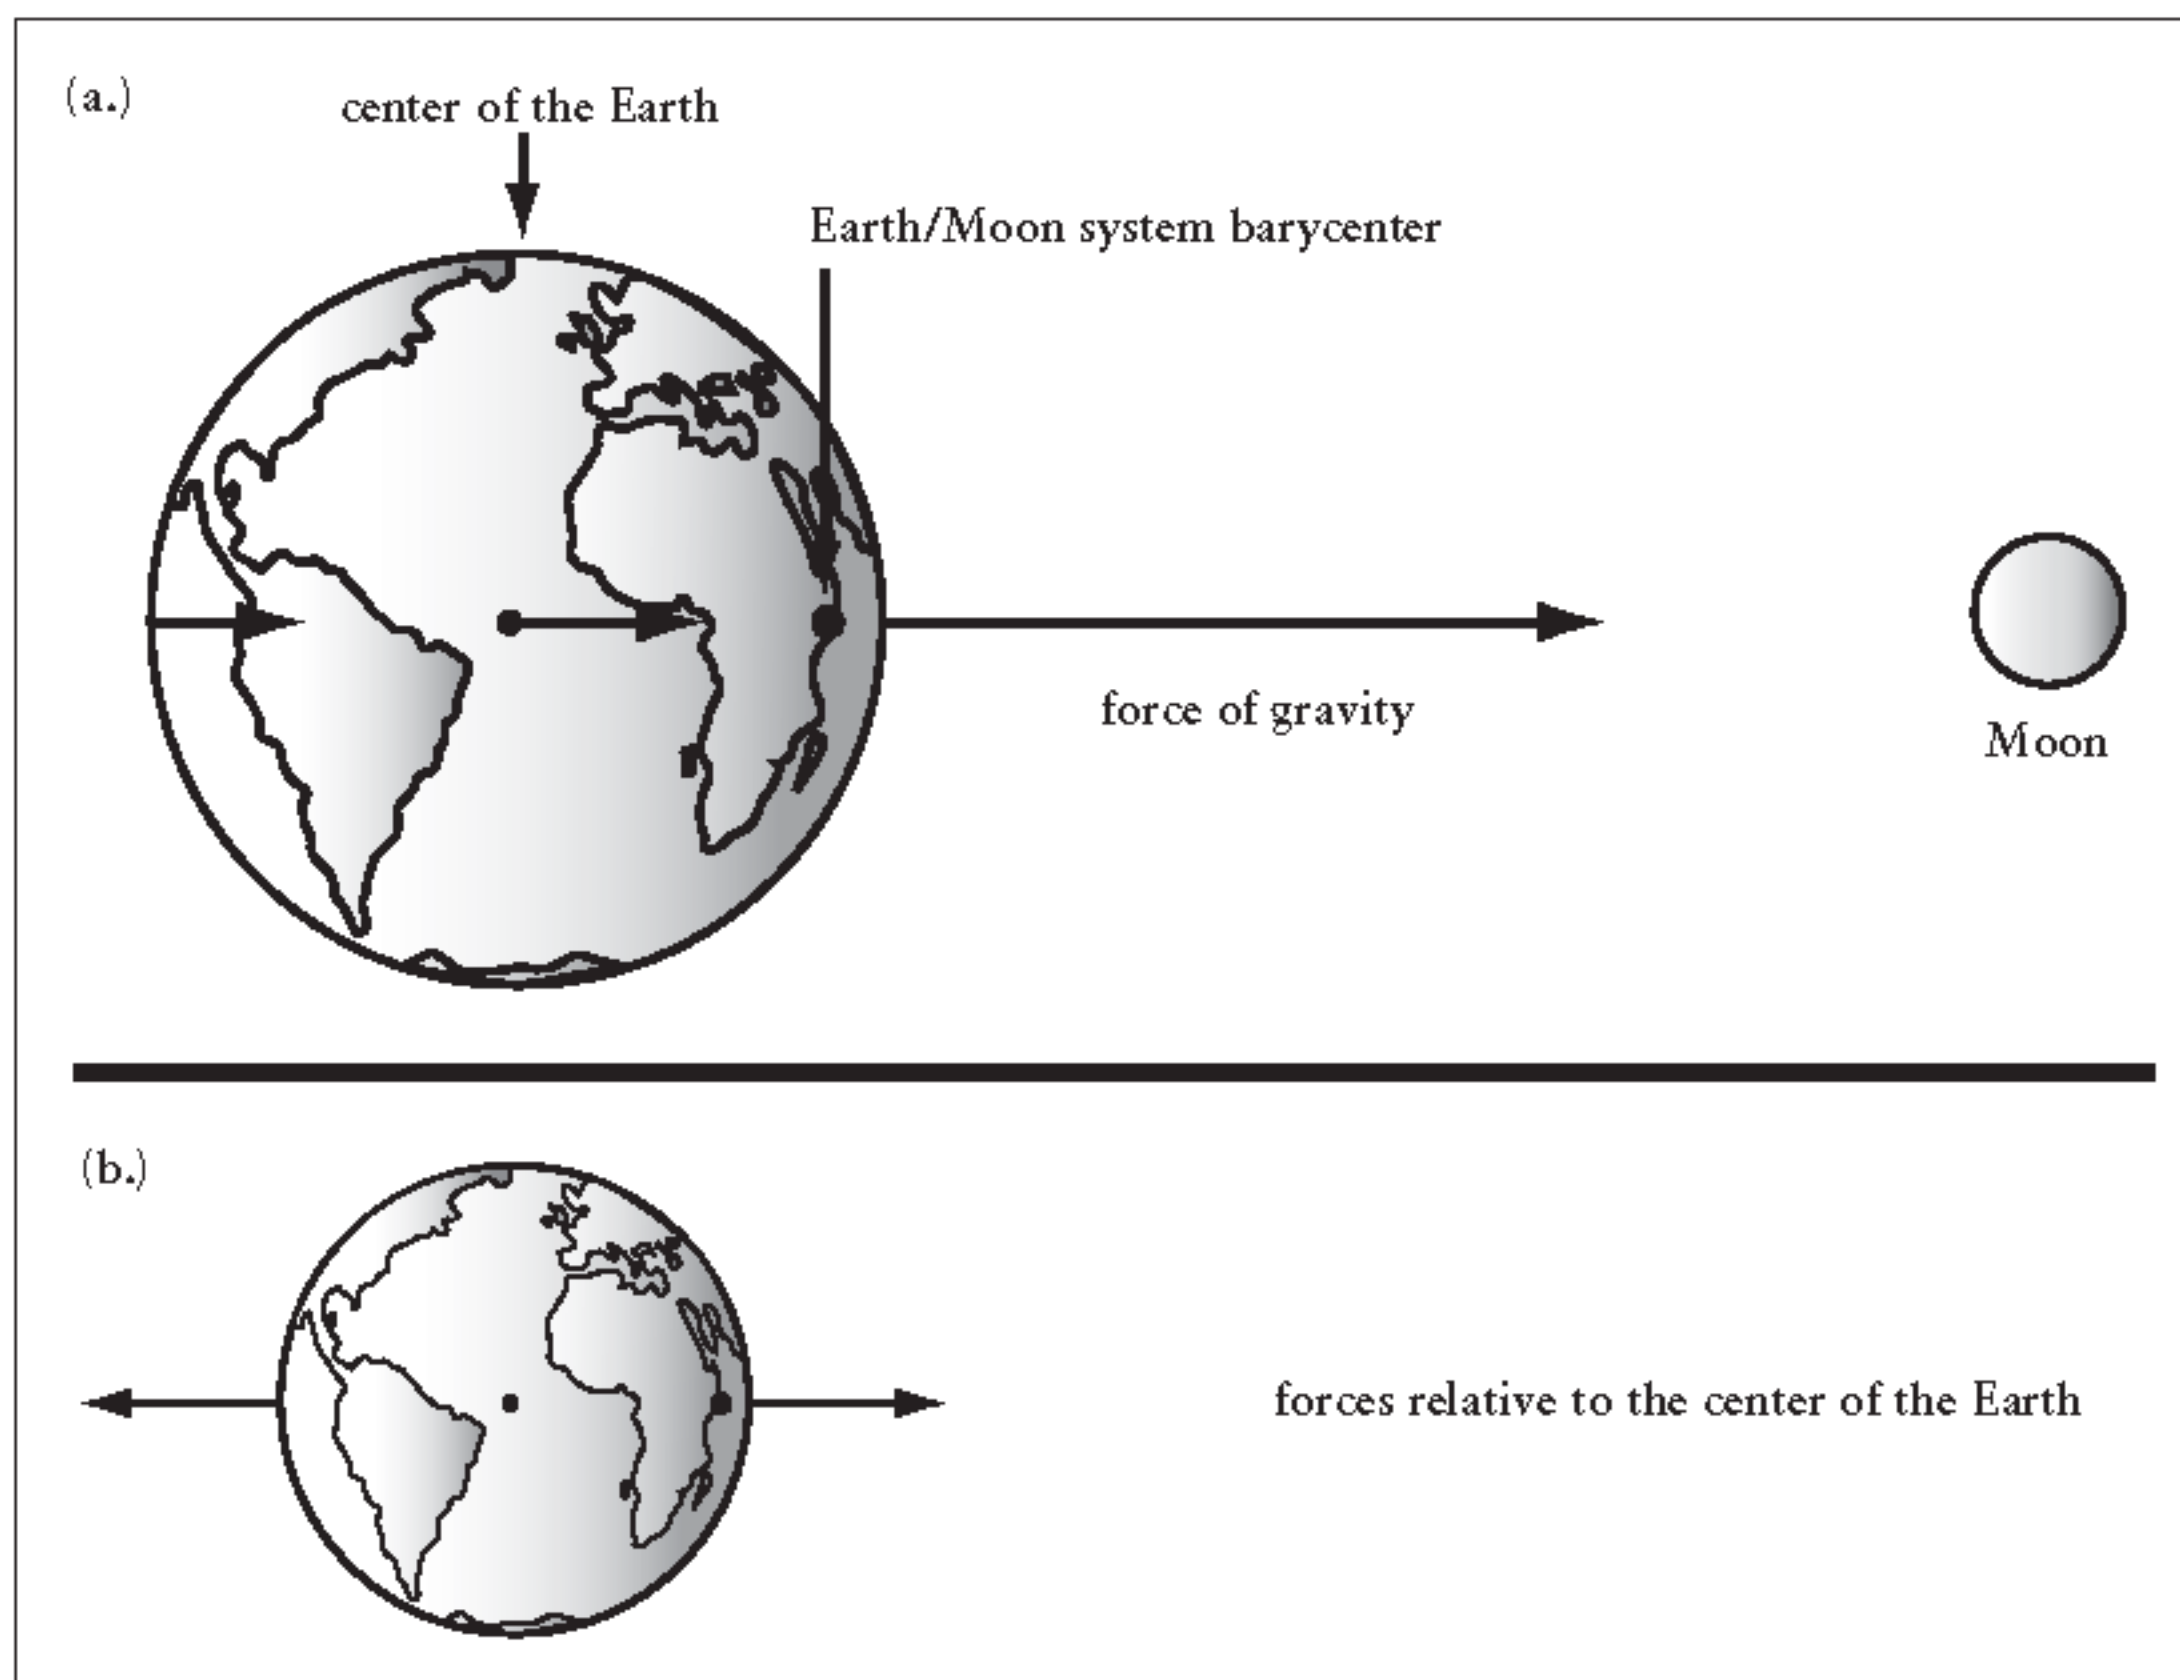 (a.)
center of the Earth
Earth/Moon system barycenter
force of gravity
Moon
(b.)
forces relative to the center of the Earth